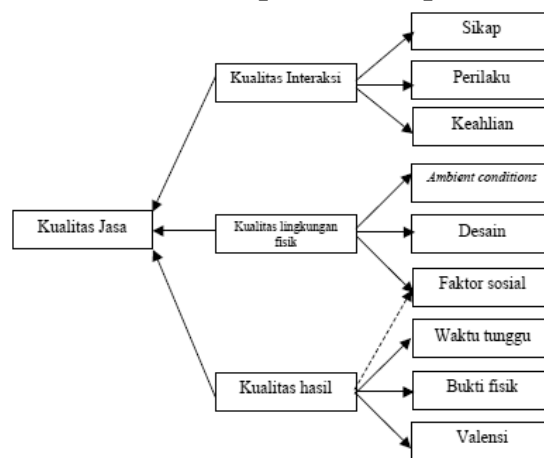 Sikap
Kualitas Interaksi
Perilaku
Keahlian
Ambient conditions
Kualitas Jasa
Kualitas lingkungan
fisik
Desain
Faktor sosial
Waktu tunggu
Kualitas hasil
Bukti fisik
Valensi